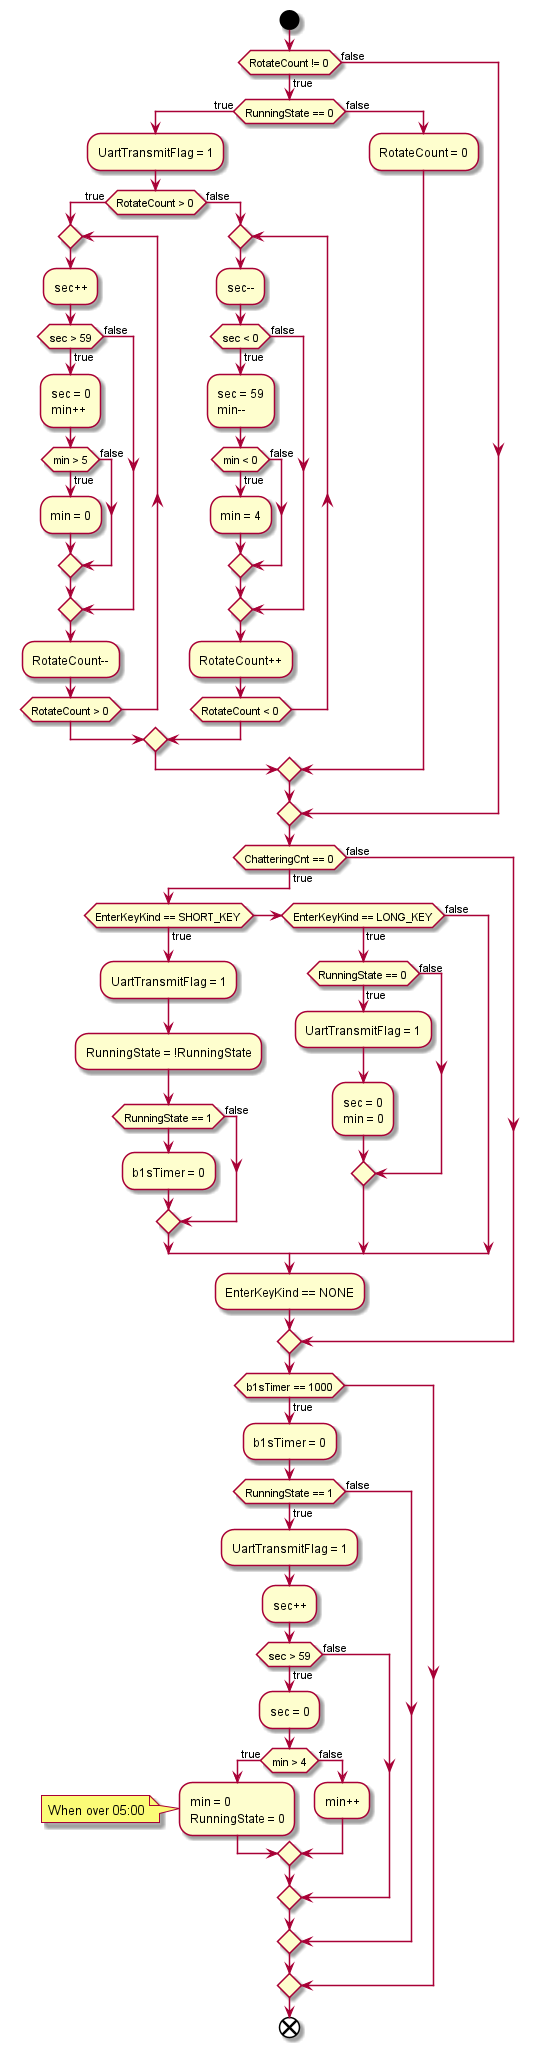 RotateCount != 0
false
true
RunningState == 0
true
false
UartTransmitFlag = 1
RotateCount = 0
RotateCount > 0
true
false
sec++
sec > 59
false
true
sec = 0
min++
min > 5
false
true
min = 0
RotateCount--
RotateCount > 0
sec--
sec < 0
false
true
sec = 59
min--
min < 0
false
true
min = 4
RotateCount++
RotateCount < 0
ChatteringCnt == 0
false
true
EnterKeyKind == SHORT_KEY
true
UartTransmitFlag = 1
RunningState = !RunningState
RunningState == 1
false
b1sTimer = 0
EnterKeyKind == LONG_KEY
false
true
RunningState == 0
false
true
UartTransmitFlag = 1
sec = 0
min = 0
EnterKeyKind == NONE
b1sTimer == 1000
true
b1sTimer = 0
RunningState == 1
false
true
UartTransmitFlag = 1
sec++
sec > 59
false
true
sec = 0
min > 4
true
false
When over 05:00
min = 0
RunningState = 0
min++